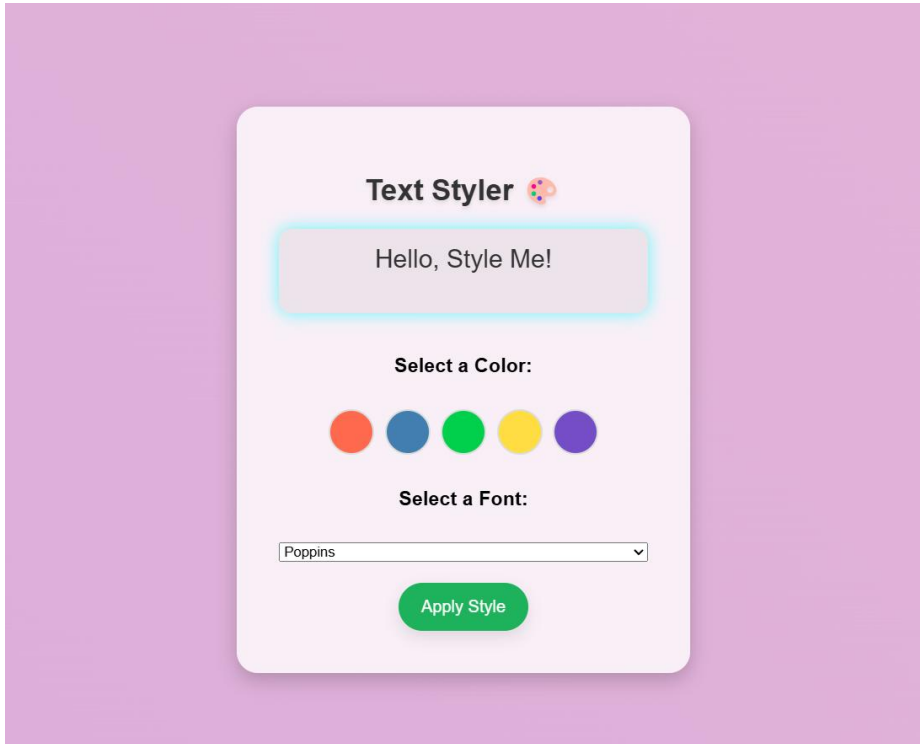 Text Styler 🎨
Hello, Style Me!
Select a Color:
Select a Font:
Poppins
Apply Style